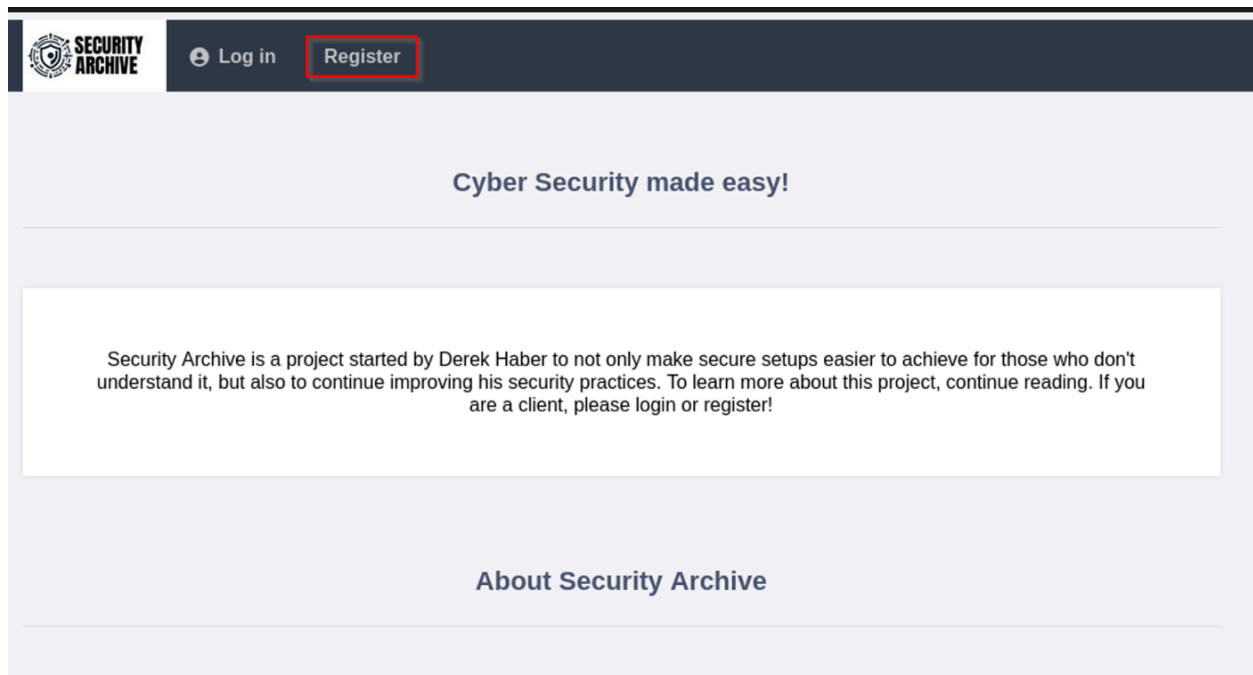 SECURITY
ARCHIVE
Log in
Register
Cyber Security made easy!
Security Archive is a project started by Derek Haber to not only make secure setups easier to achieve for those who don't
understand it, but also to continue improving his security practices. To learn more about this project, continue reading. If you
are a client, please login or register!
About Security Archive